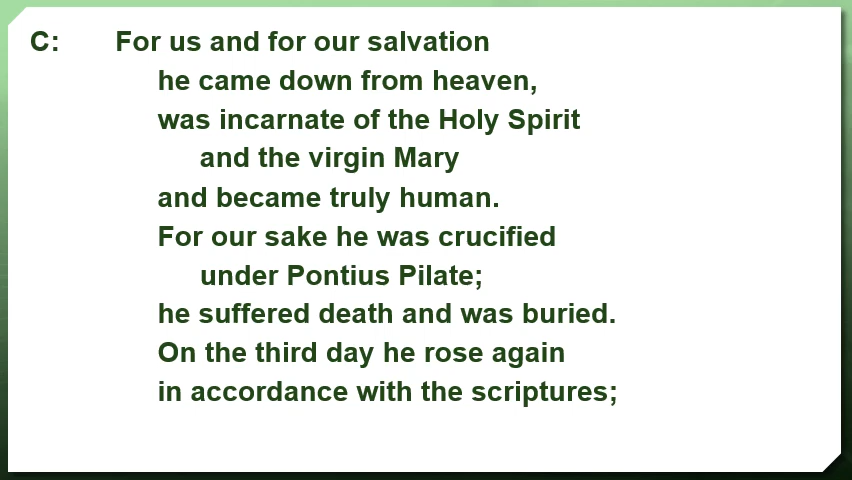 C: For us and for our salvation
he came down from heaven,
was incarnate of the Holy Spirit
and the virgin Mary
and became truly human.
For our sake he was crucified
under Pontius Pilate;
he suffered death and was buried.
On the third day he rose again
in accordance with the scriptures;